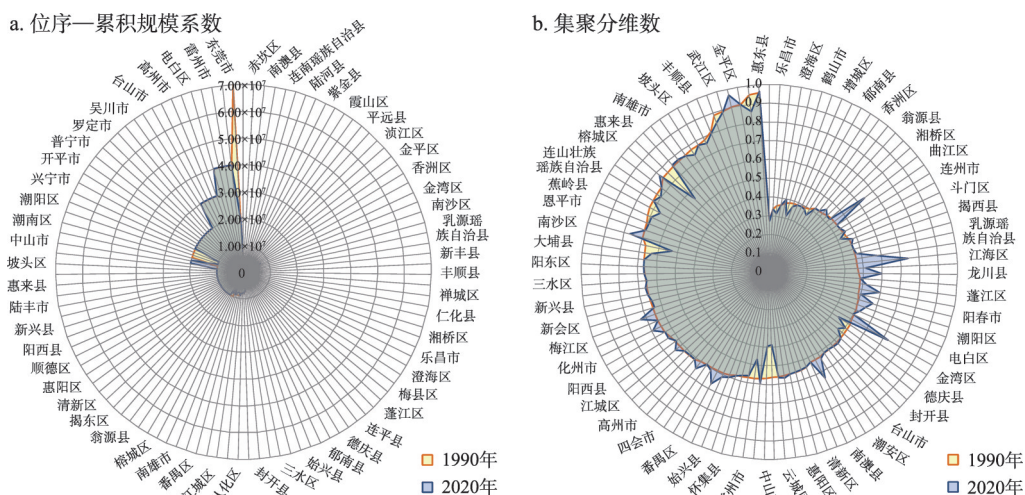 a. 位序—累积规模系数
赤坎区
南澳县
连南瑶族自治县
陆河县
紫金县
霞山区
平远县
浈江区
金平区
香洲区
金湾区
南沙区
乳源瑶
族自治县
新丰县
丰顺县
禅城区
仁化县
湘桥区
乐昌市
澄海区
梅县区
蓬江区
连平县
德庆县
郁南县
始兴县
三水区
封开县
番禺区
南雄市
榕城区
翁源县
揭东区
清新区
惠阳区
顺德区
阳西县
新兴县
陆丰市
惠来县
坡头区
中山市
潮南区
潮阳区
兴宁市
开平市
普宁市
罗定市
吴川市
台山市
高州市
电白区
雷州市
东莞市
7.00×10⁷
6.00×10⁷
5.00×10⁷
4.00×10⁷
3.00×10⁷
2.00×10⁷
1.00×10⁷
0
1990年
2020年
b. 集聚分维数
惠东县
乐昌市
澄海区
鹤山市
增城区
郁南县
香洲区
翁源县
湘桥区
曲江区
连州市
斗门区
揭西县
乳源瑶
族自治县
江海区
龙川县
蓬江区
阳春市
潮阳区
电白区
金湾区
德庆县
封开县
台山市
潮安区
南澳县
清新区
惠阳区
怀集县
始兴县
番禺区
四会市
高州市
江城区
阳西县
化州市
梅江区
新会区
新兴县
三水区
阳东区
大埔县
南沙区
恩平市
蕉岭县
连山壮族
瑶族自治县
榕城区
惠来县
南雄市
坡头区
丰顺县
武江区
金平区
1.0
0.9
0.8
0.7
0.6
0.5
0.4
0.3
0.2
0.1
0
1990年
2020年